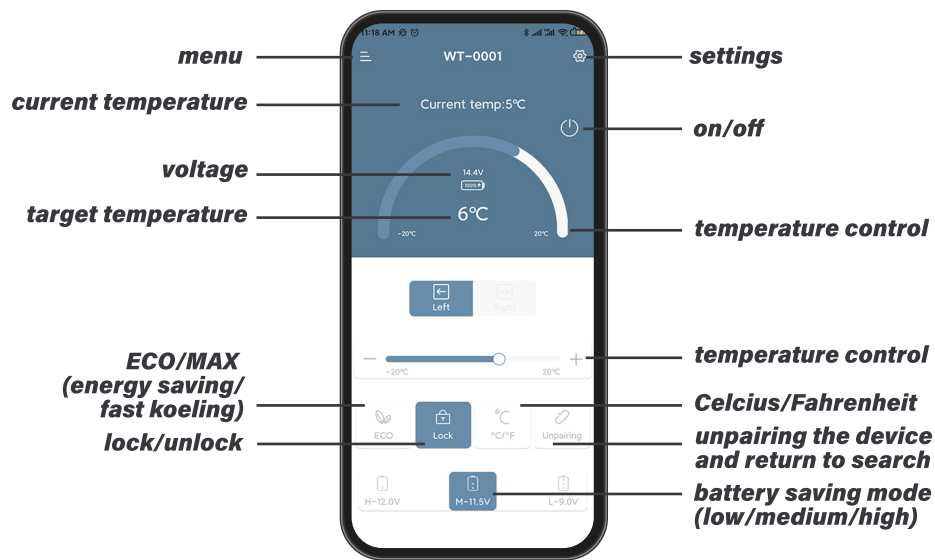 menu
current temperature
voltage
target temperature
ECO/MAX
(energy saving/
fast koeling)
lock/unlock
11:18 AM
WT-0001
Current temp:5°C
14.4V
100%
6°C
-20°C
20°C
Left
Right
-20°C
20°C
ECO
Lock
°C
°C/°F
Unpairing
H-12.0V
M-11.5V
L-9.0V
settings
on/off
temperature control
temperature control
Celcius/Fahrenheit
unpairing the device
and return to search
battery saving mode
(low/medium/high)